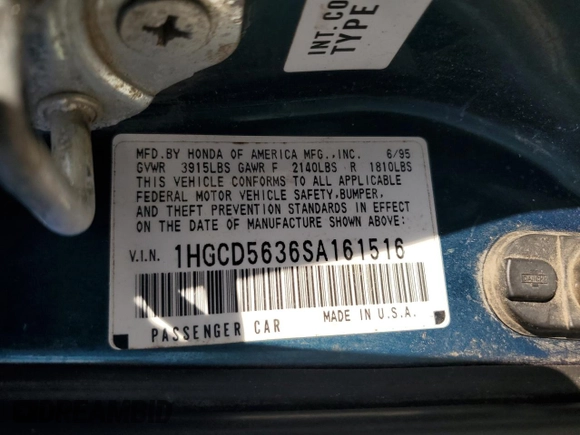 INT. CO
TYPE
MFD. BY HONDA OF AMERICA MFG., INC. 6/95
GVWR 3915LBS GAWR F 2140LBS R 1810LBS
THIS VEHICLE CONFORMS TO ALL APPLICABLE
FEDERAL MOTOR VEHICLE SAFETY, BUMPER,
AND THEFT PREVENTION STANDARDS IN EFFECT
ON THE DATE OF MANUFACTURE SHOWN ABOVE:
V.I.N. 1HGCD5636SA161516
PASSENGER CAR MADE IN U.S.A.